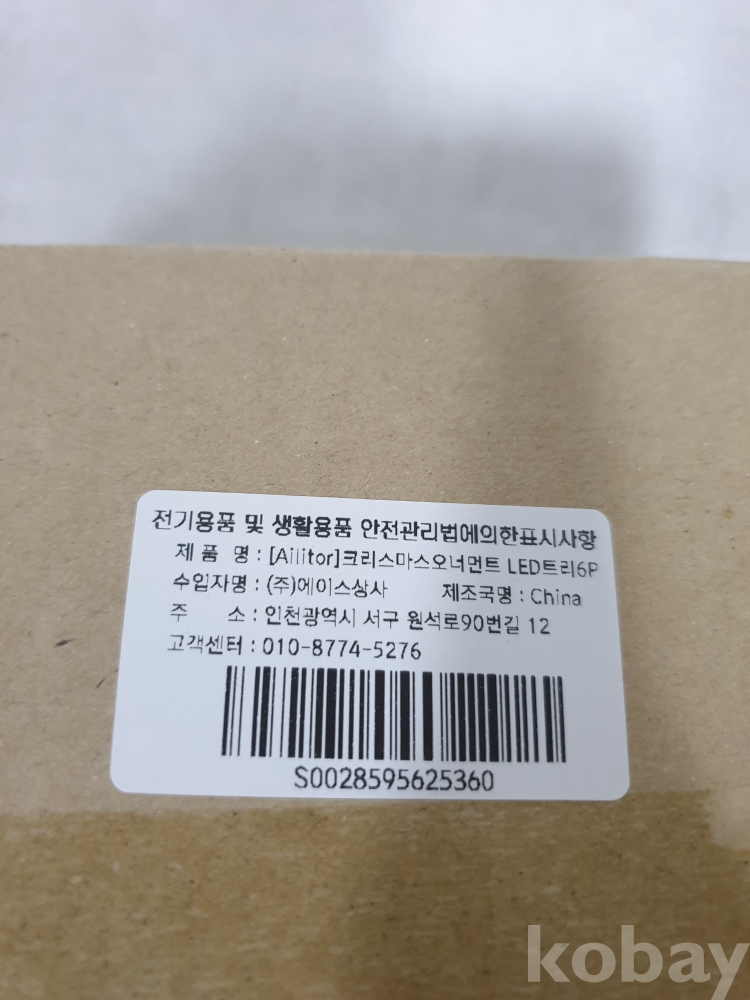 전기용품 및 생활용품 안전관리법에의한표시사항
제 품 명 : [Ailitor]크리스마스오너먼트 LED트리6P
수입자명 : (주)에이스상사 제조국명 : China
주 소 : 인천광역시 서구 원석로90번길 12
고객센터 : 010-8774-5276
S0028595625360
kobay